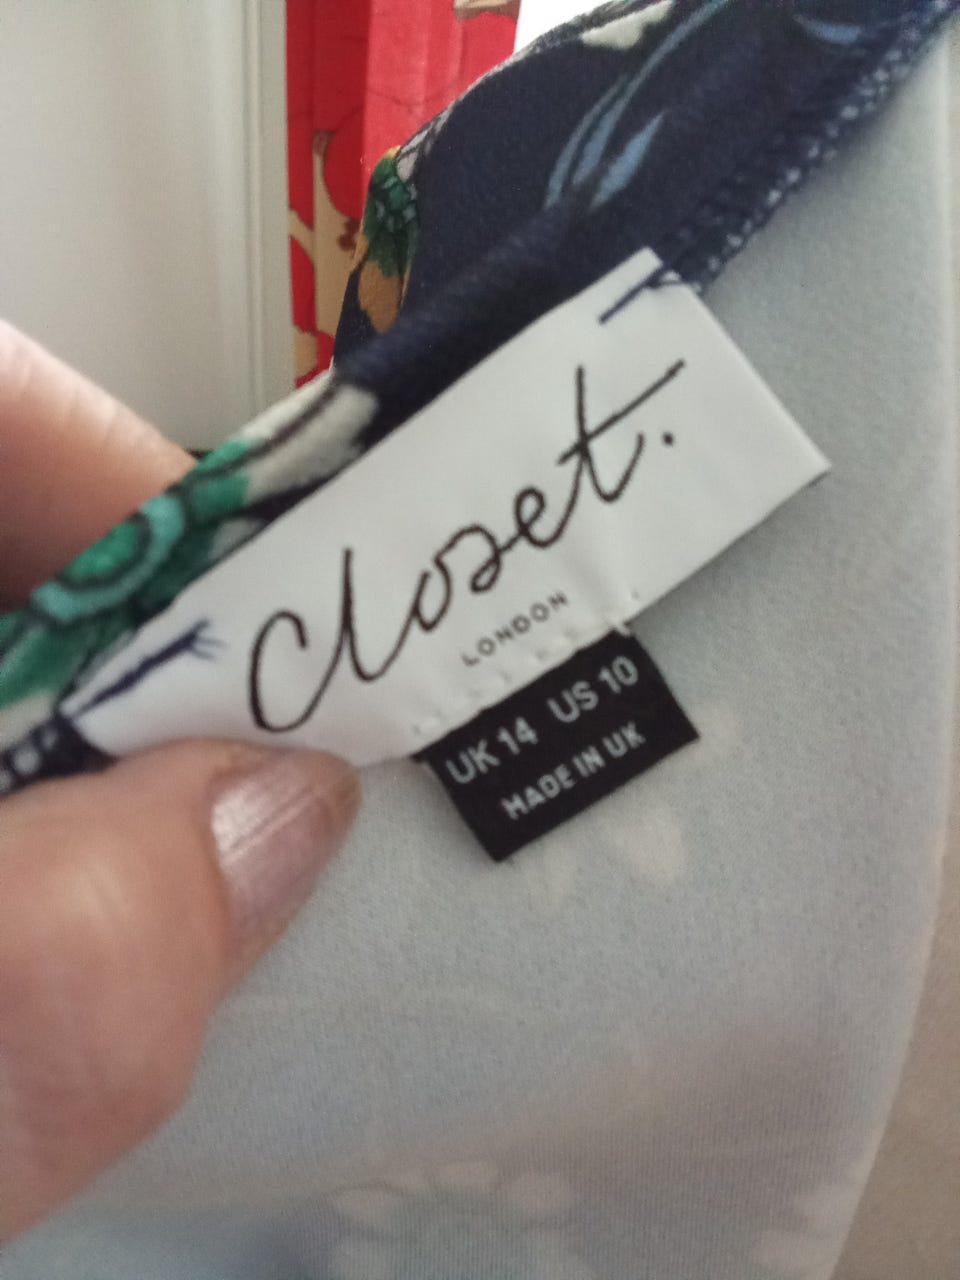 Closet.
LONDON
UK 14 US 10
MADE IN UK